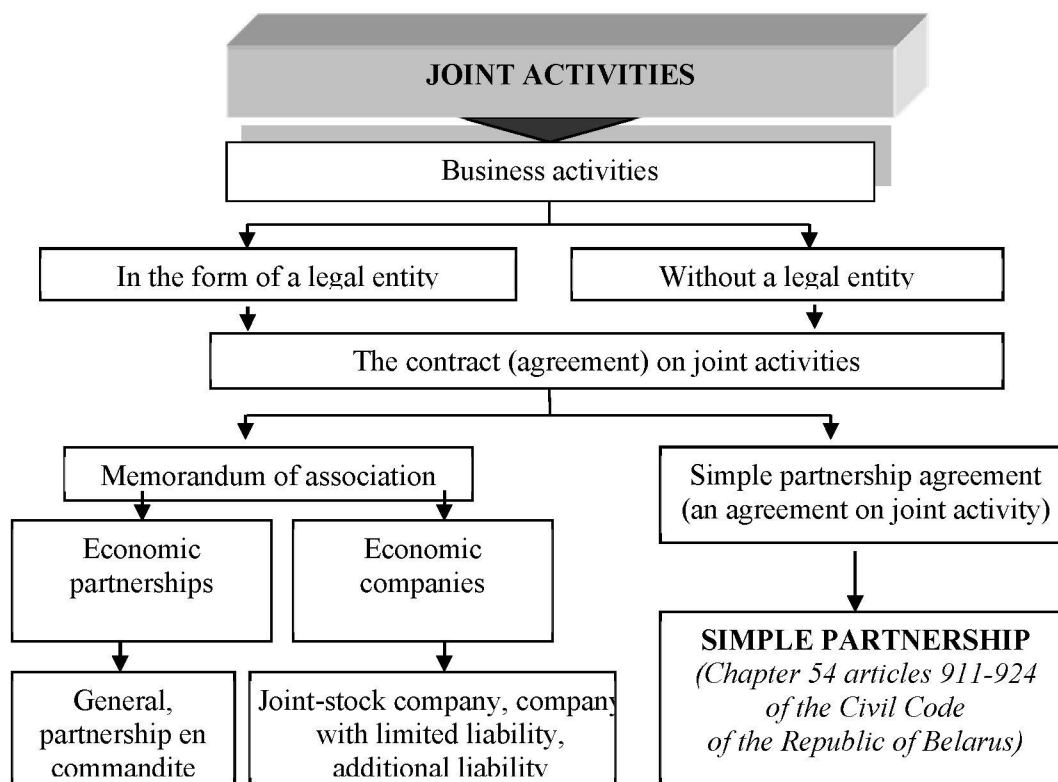 JOINT ACTIVITIES
Business activities
In the form of a legal entity
Without a legal entity
The contract (agreement) on joint activities
Memorandum of association
Simple partnership agreement
(an agreement on joint activity)
Economic
partnerships
Economic
companies
SIMPLE PARTNERSHIP
(Chapter 54 articles 911-924
of the Civil Code
of the Republic of Belarus)
General,
partnership en
commandite
Joint-stock company, company
with limited liability,
additional liability